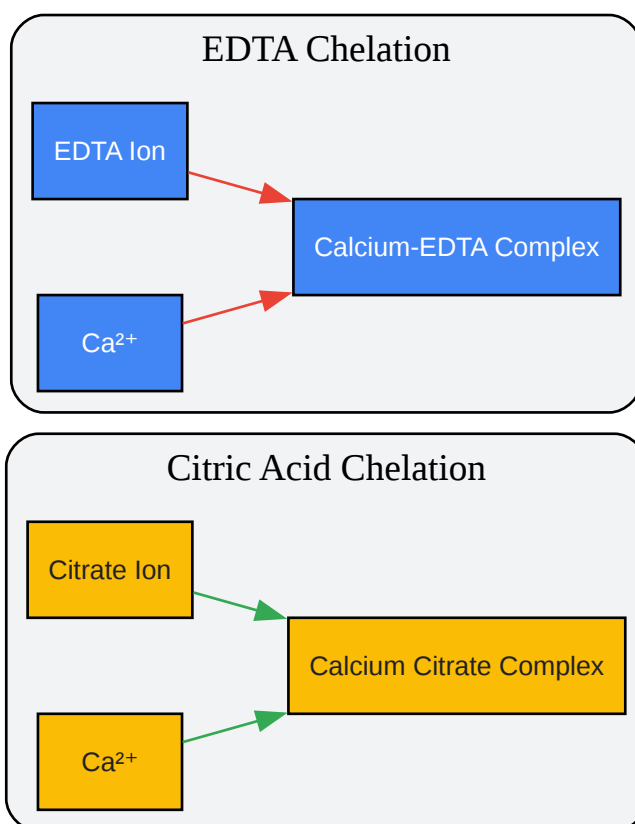 EDTA Chelation
EDTA Ion
Calcium-EDTA Complex
Ca²⁺
Citric Acid Chelation
Citrate Ion
Calcium Citrate Complex
Ca²⁺